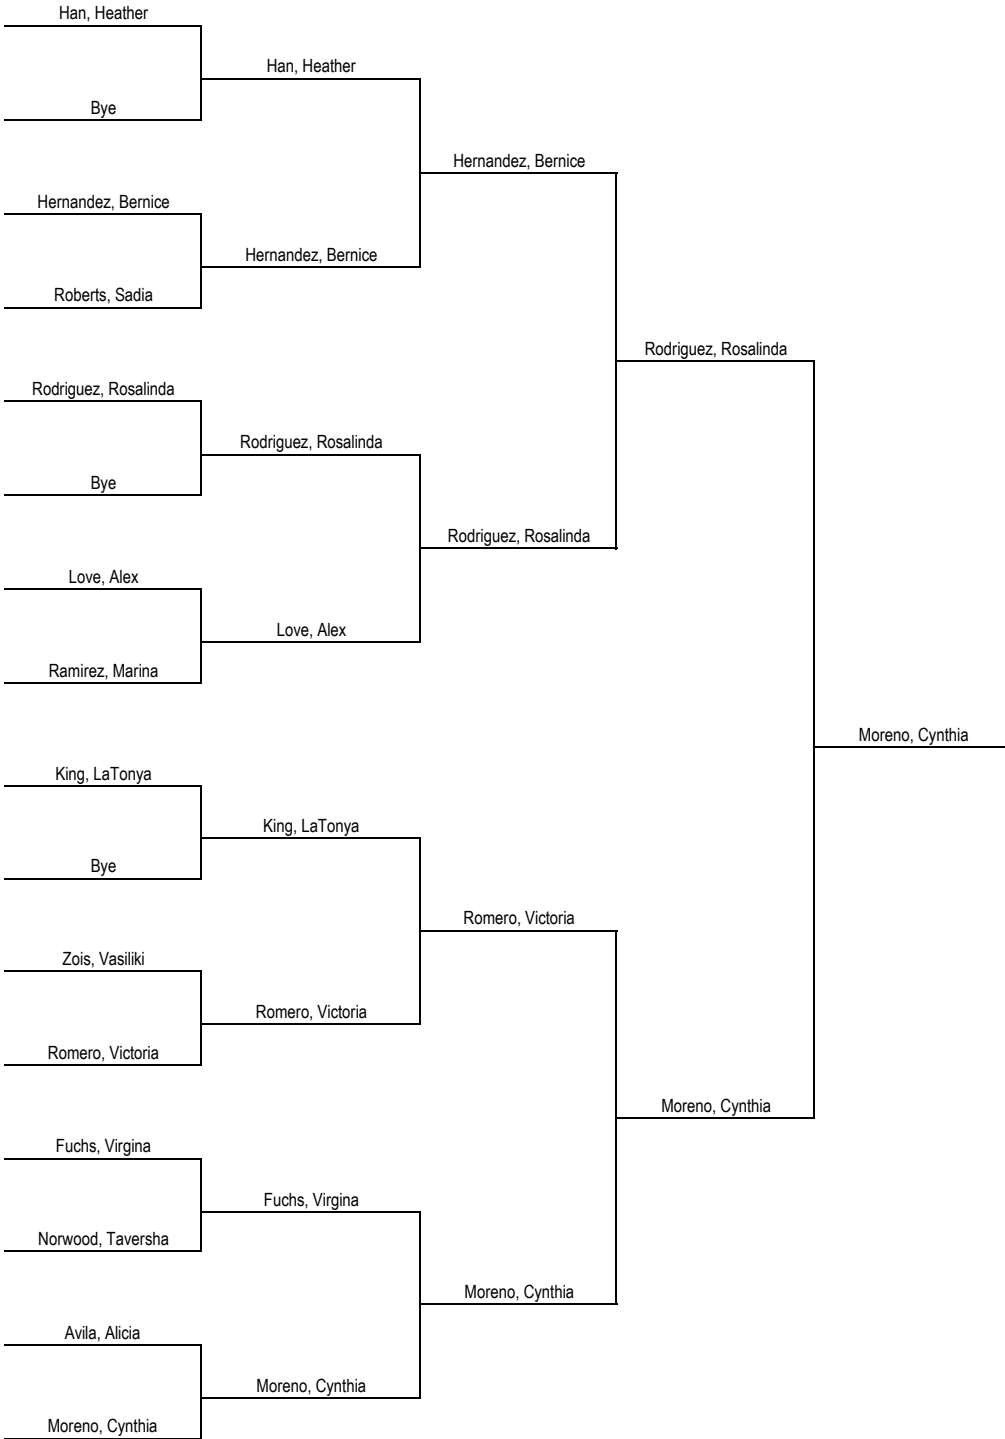 Han, Heather
Han, Heather
Bye
Hernandez, Bernice
Hernandez, Bernice
Hernandez, Bernice
Roberts, Sadia
Rodriguez, Rosalinda
Rodriguez, Rosalinda
Rodriguez, Rosalinda
Bye
Rodriguez, Rosalinda
Love, Alex
Love, Alex
Ramirez, Marina
Moreno, Cynthia
King, LaTonya
King, LaTonya
Bye
Romero, Victoria
Zois, Vasiliki
Romero, Victoria
Romero, Victoria
Moreno, Cynthia
Fuchs, Virgina
Fuchs, Virgina
Norwood, Taversha
Moreno, Cynthia
Avila, Alicia
Moreno, Cynthia
Moreno, Cynthia